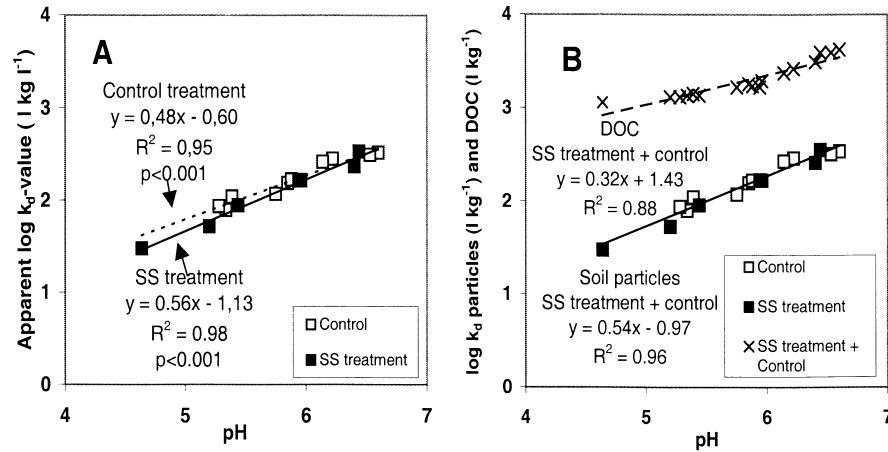 A
Apparent log kd-value ( l kg l⁻¹)
4
3
2
1
0
Control treatment
y = 0,48x - 0,60
R² = 0,95
p<0.001
SS treatment
y = 0.56x - 1,13
R² = 0.98
p<0.001
Control
SS treatment
4
5
6
7
pH
B
log kd particles (l kg⁻¹) and DOC (l kg⁻¹)
4
3
2
1
0
DOC
SS treatment + control
y = 0.32x + 1.43
R² = 0.88
Soil particles
SS treatment + control
y = 0.54x - 0.97
R² = 0.96
Control
SS treatment
SS treatment +
Control
4
5
6
7
pH